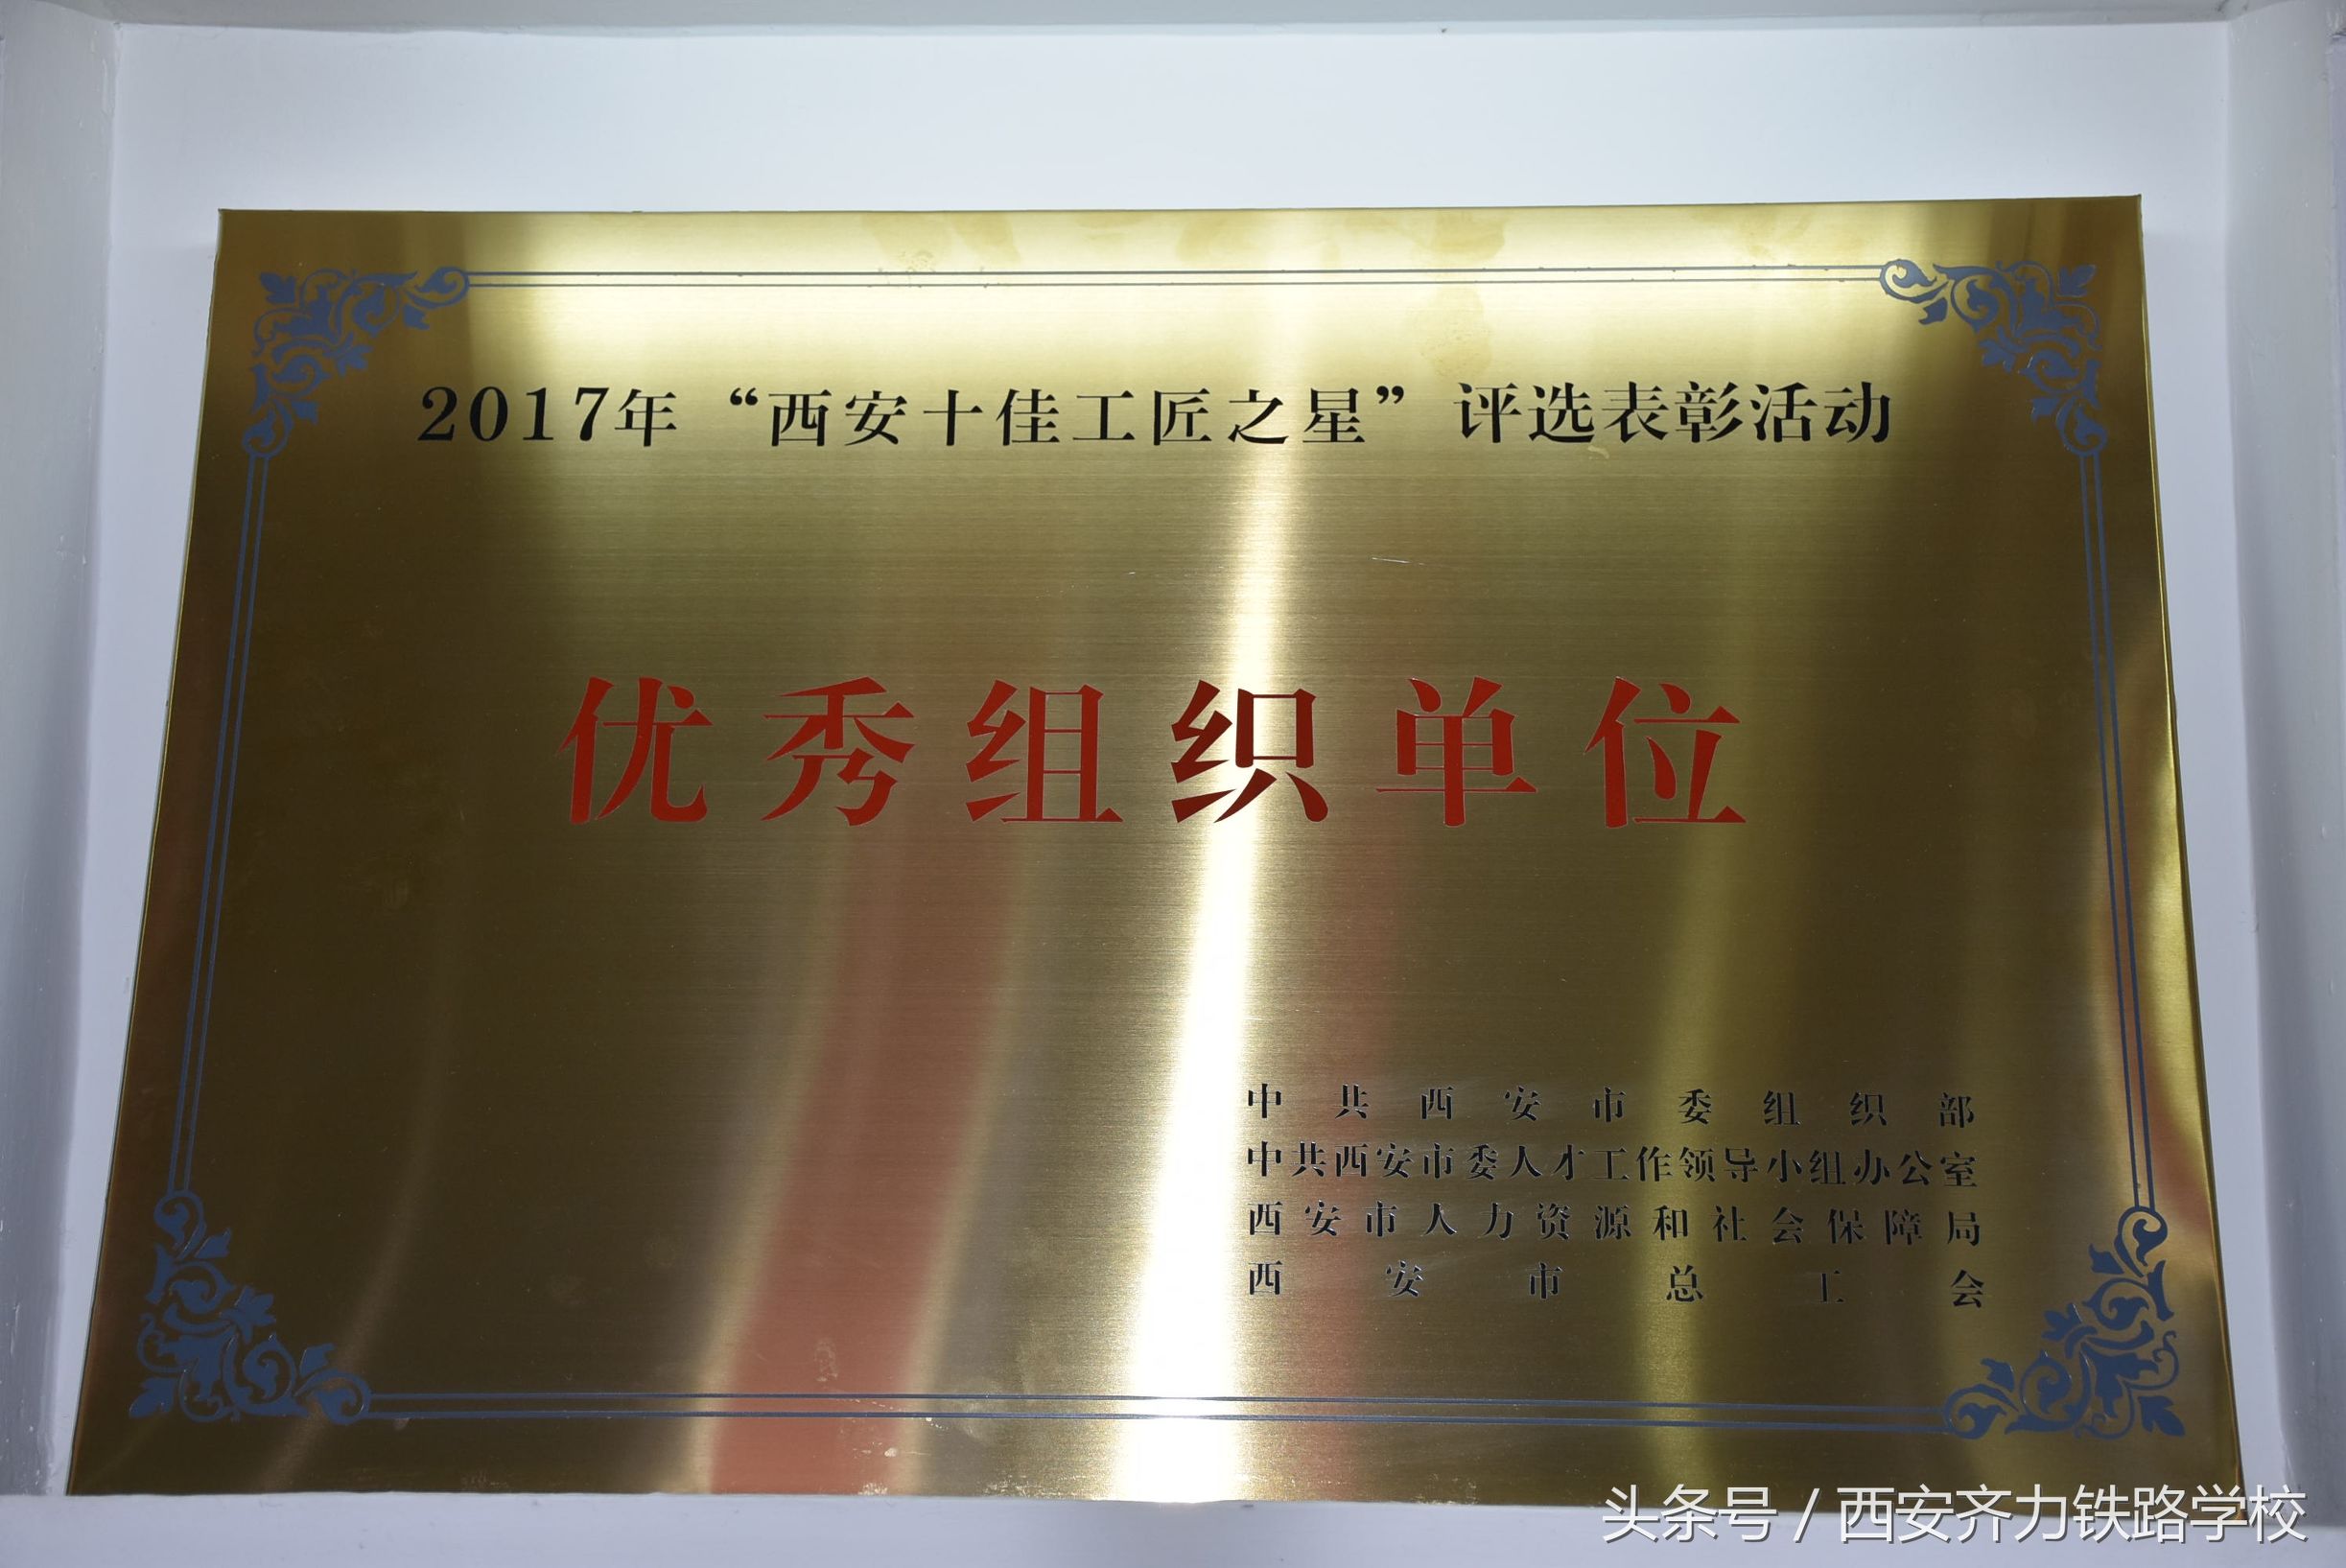 2017年“西安十佳工匠之星”评选表彰活动
优秀组织单位
中共西安市委组织部
中共西安市委人才工作领导小组办公室
西安市人力资源和社会保障局
西安市总工会
头条号 / 西安齐力铁路学校